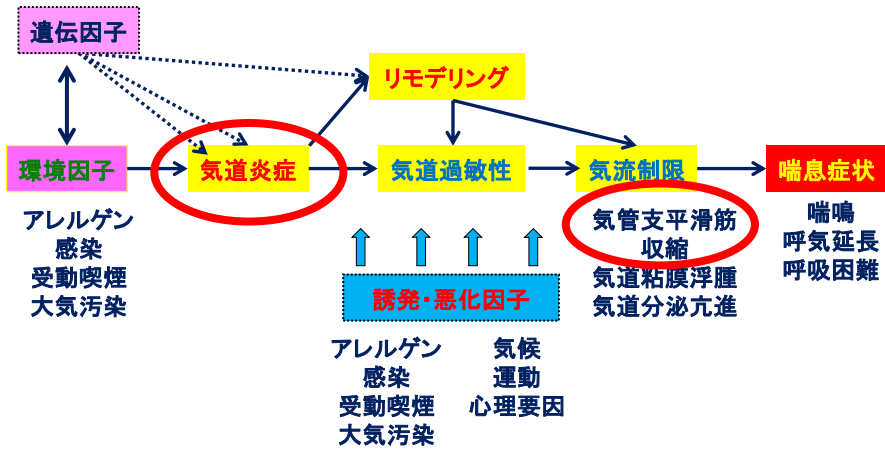 遺伝因子
リモデリング
環境因子
気道炎症
気道過敏性
気流制限
喘息症状
アレルゲン
感染
受動喫煙
大気汚染
気管支平滑筋
収縮
気道粘膜浮腫
気道分泌亢進
喘鳴
呼気延長
呼吸困難
誘発・悪化因子
アレルゲン
感染
受動喫煙
大気汚染
気候
運動
心理要因